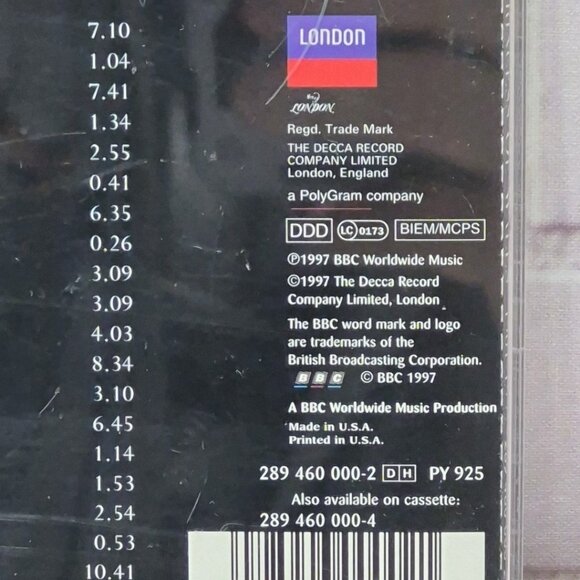 7.10
1.04
7.41
1.34
2.55
0.41
6.35
0.26
3.09
3.09
4.03
8.34
3.10
6.45
1.14
1.53
2.54
0.53
10.41
LONDON
LONDON
Regd. Trade Mark
THE DECCA RECORD
COMPANY LIMITED
London, England
a PolyGram company
DDD LC 0173 BIEM/MCPS
℗1997 BBC Worldwide Music
©1997 The Decca Record
Company Limited, London
The BBC word mark and logo
are trademarks of the
British Broadcasting Corporation.
BBC © BBC 1997
A BBC Worldwide Music Production
Made in U.S.A.
Printed in U.S.A.
289 460 000-2 DH PY 925
Also available on cassette:
289 460 000-4